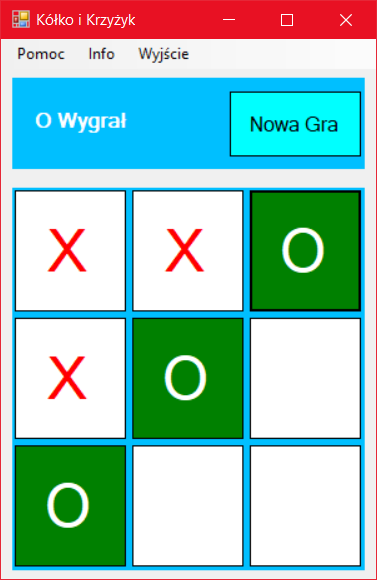 Kółko i Krzyżyk
Pomoc Info Wyjście
O Wygrał
Nowa Gra
X X O
X O
O